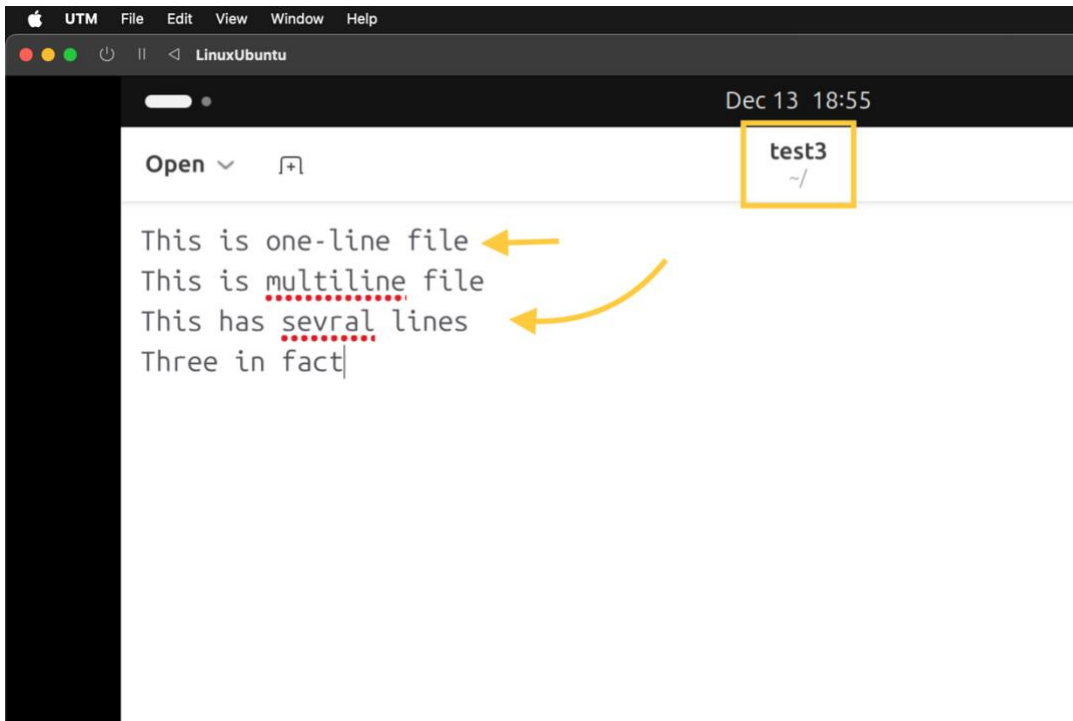 UTM File Edit View Window Help
LinuxUbuntu
Dec 13 18:55
Open
test3
~/
This is one-line file
This is multiline file
This has sevral lines
Three in fact